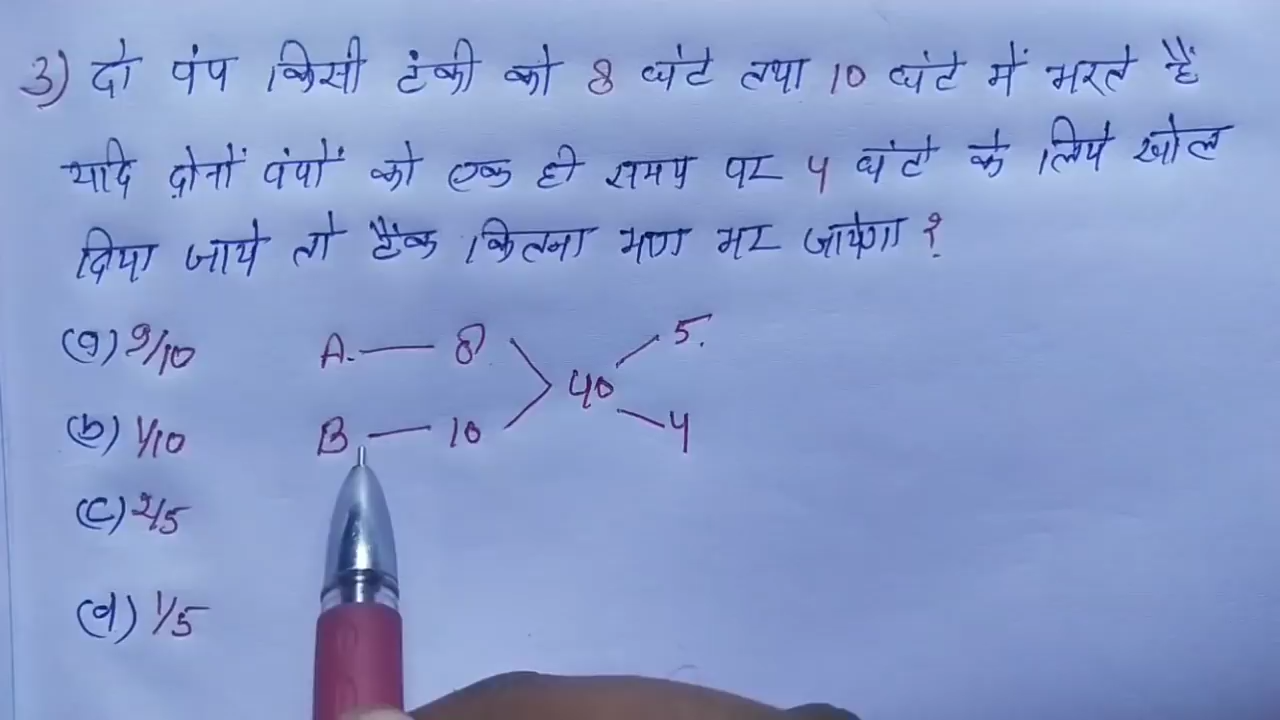 3) दो पंप किसी टंकी को 8 घंटे तथा 10 घंटे में भरते हैं
यदि दोनों पंपों को एक ही समय पर 4 घंटो के लिये खोल
दिया जाये तो टैंक कितना भाग भर जायेगा ?
(a) 9/10
A — 8
5.
40
(b) 1/10
B — 10
4
(c) 2/5
(d) 1/5